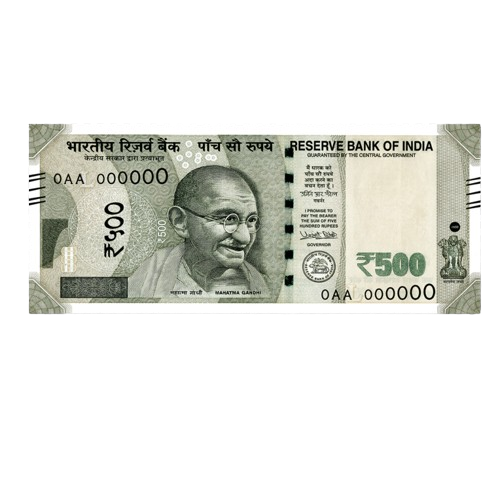 भारतीय रिज़र्व बैंक
केन्द्रीय सरकार द्वारा प्रत्याभूत
पाँच सौ रुपये
RESERVE BANK OF INDIA
GUARANTEED BY THE CENTRAL GOVERNMENT
0AA 000000
₹५००
₹500
मैं धारक को
पाँच सौ रुपये
अदा करने का
वचन देता हूँ ।
गवर्नर
I PROMISE TO
PAY THE BEARER
THE SUM OF FIVE
HUNDRED RUPEES
GOVERNOR
₹500
महात्मा गांधी
MAHATMA GANDHI
0AA 000000
सत्यमेव जयते